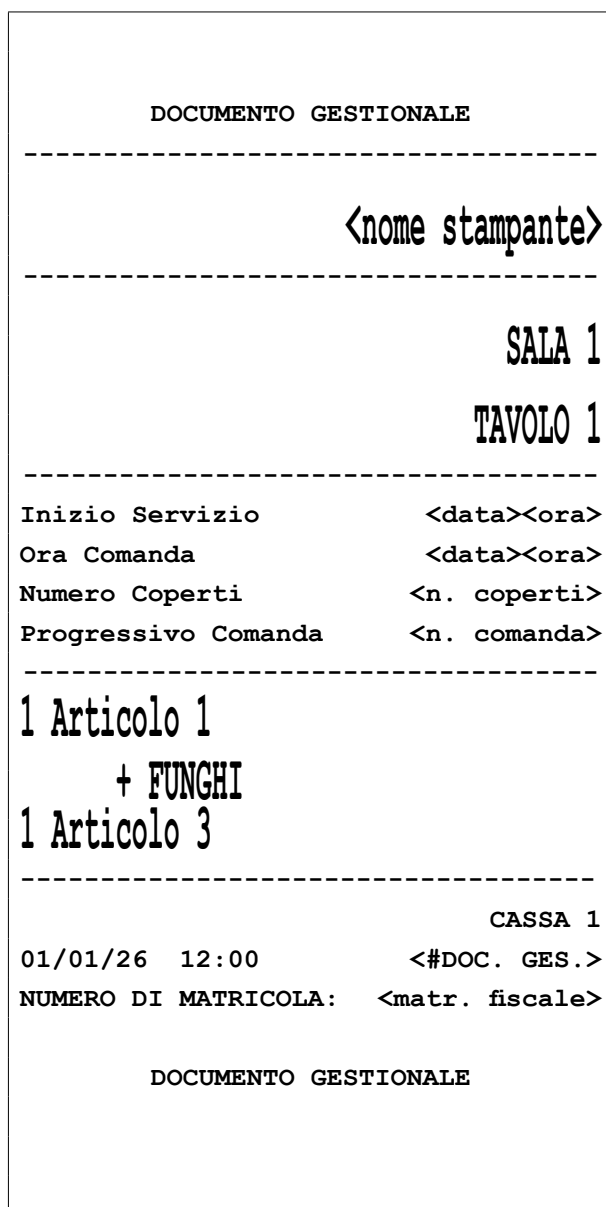 DOCUMENTO GESTIONALE
------------------------------------
<nome stampante>
------------------------------------
SALA 1
TAVOLO 1
------------------------------------
Inizio Servizio <data><ora>
Ora Comanda <data><ora>
Numero Coperti <n. coperti>
Progressivo Comanda <n. comanda>
------------------------------------
1 Articolo 1
+ FUNGHI
1 Articolo 3
------------------------------------
CASSA 1
01/01/26 12:00 <#DOC. GES.>
NUMERO DI MATRICOLA: <matr. fiscale>
DOCUMENTO GESTIONALE